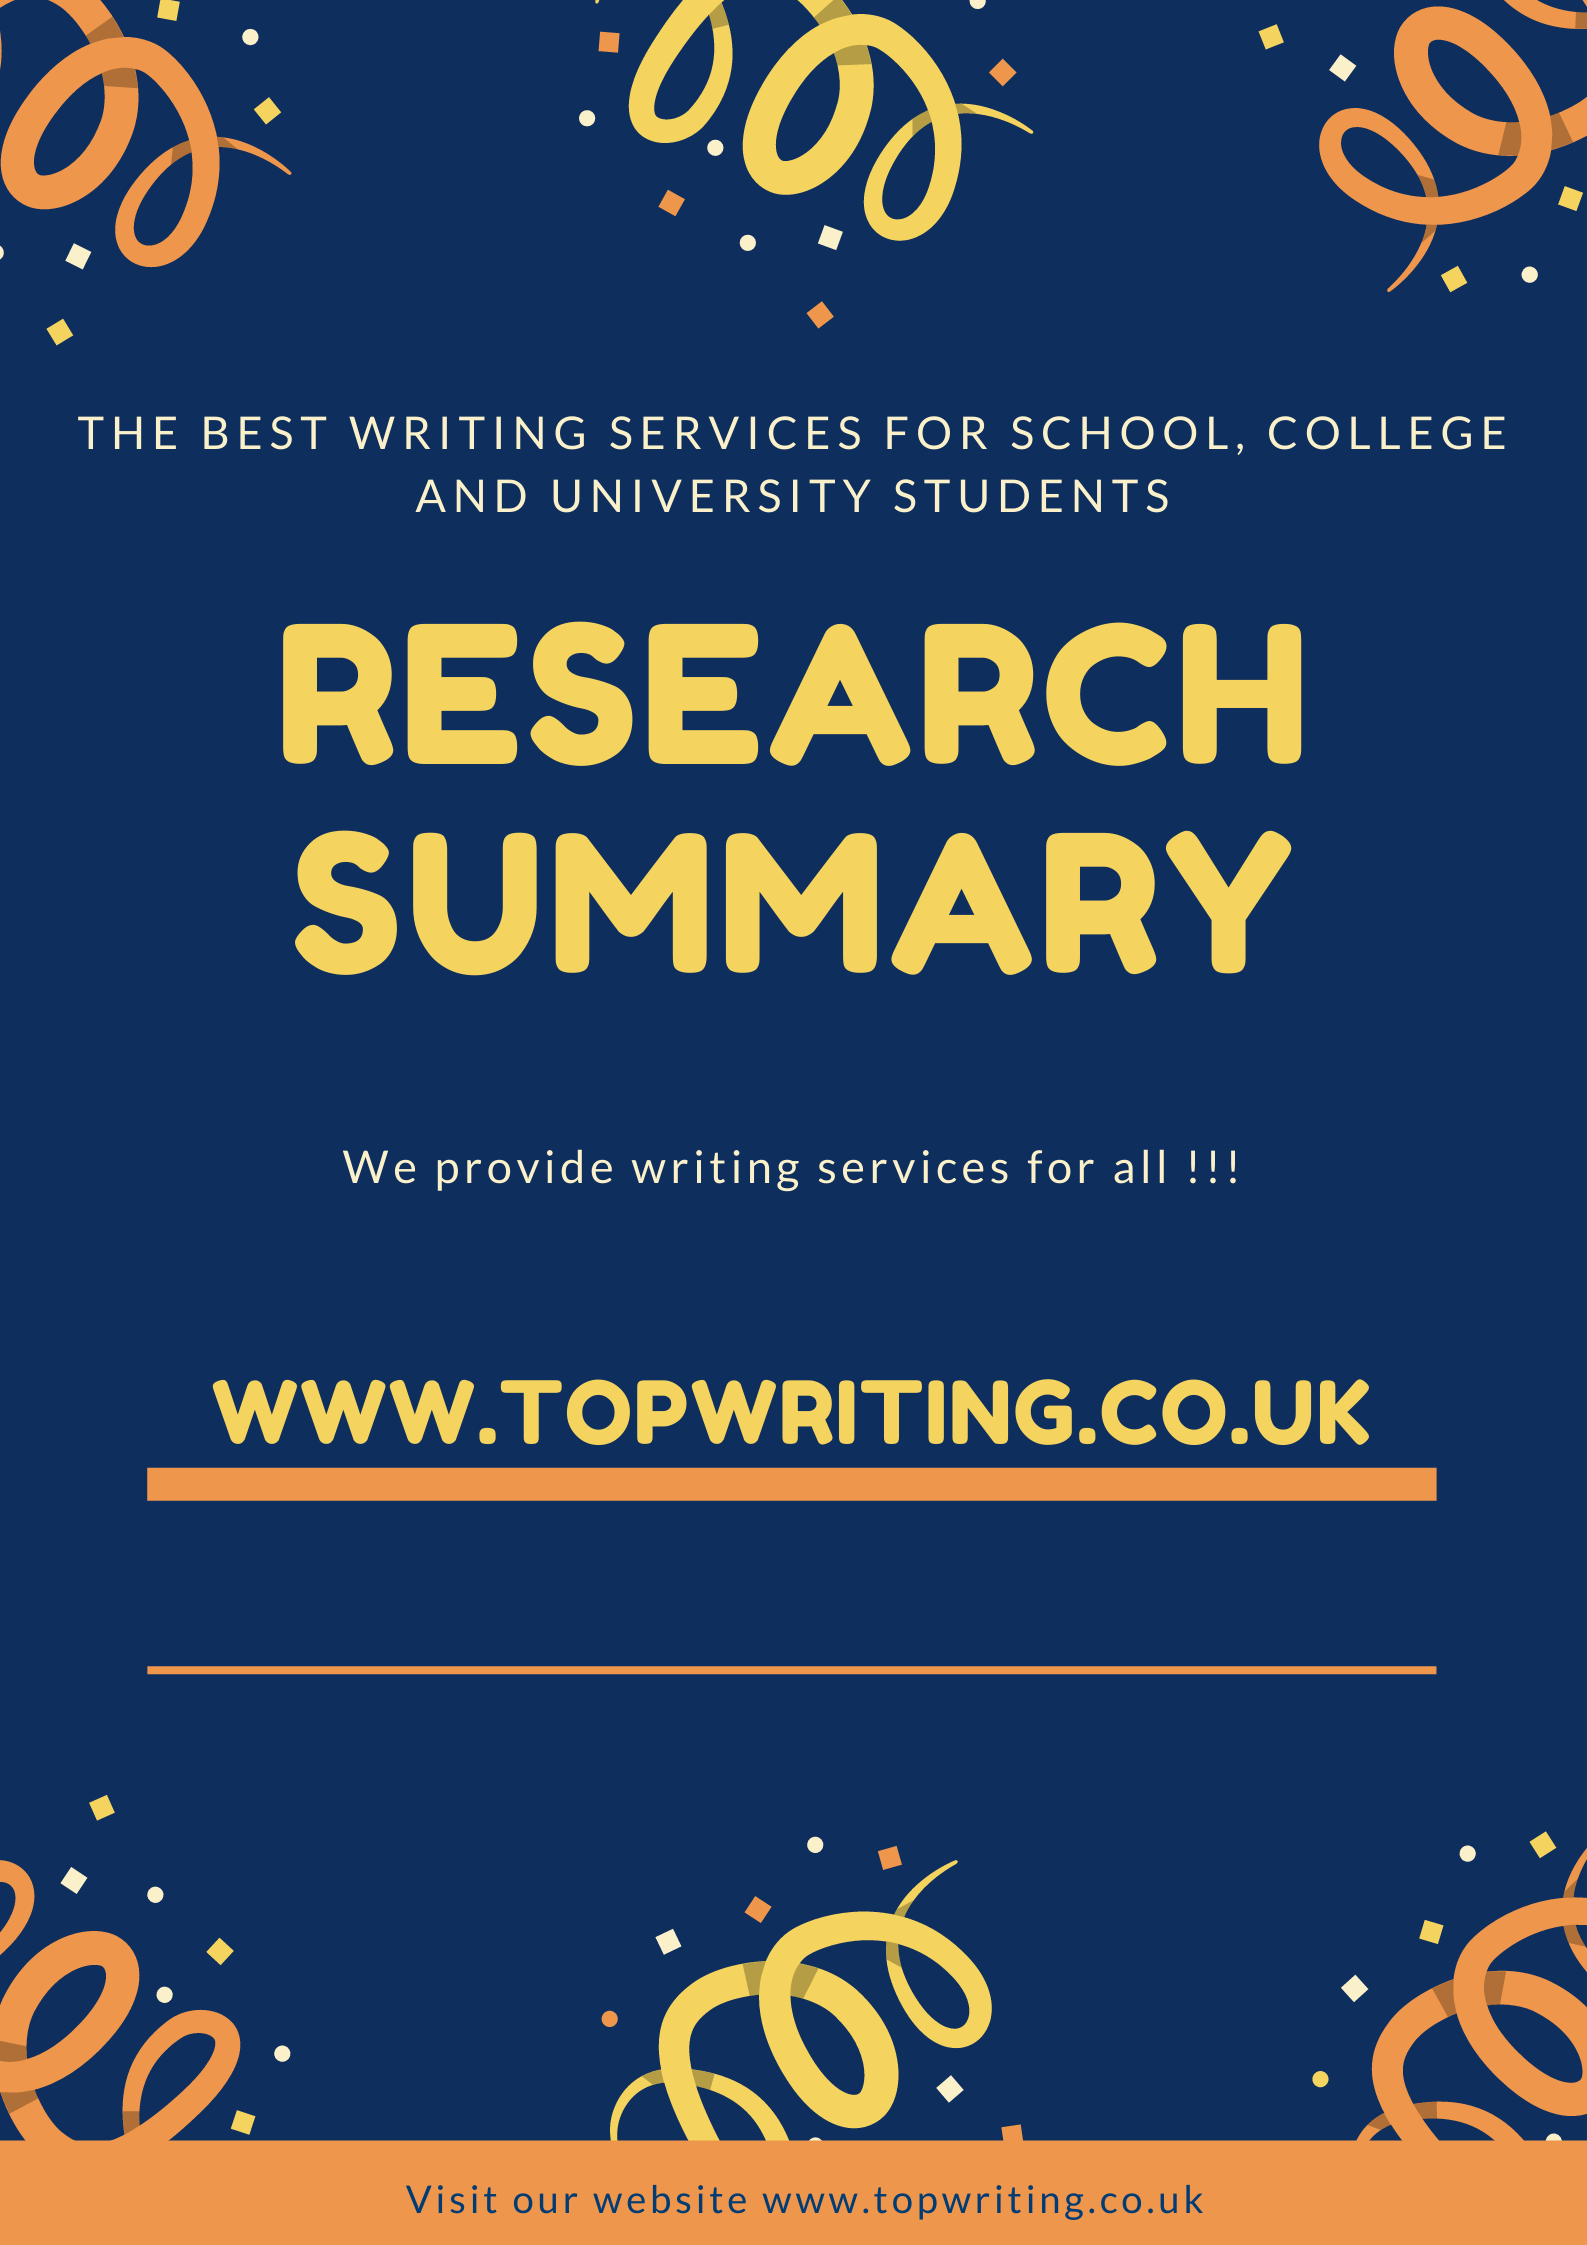 THE BEST WRITING SERVICES FOR SCHOOL, COLLEGE
AND UNIVERSITY STUDENTS
RESEARCH
SUMMARY
We provide writing services for all !!!
WWW.TOPWRITING.CO.UK
Visit our website www.topwriting.co.uk